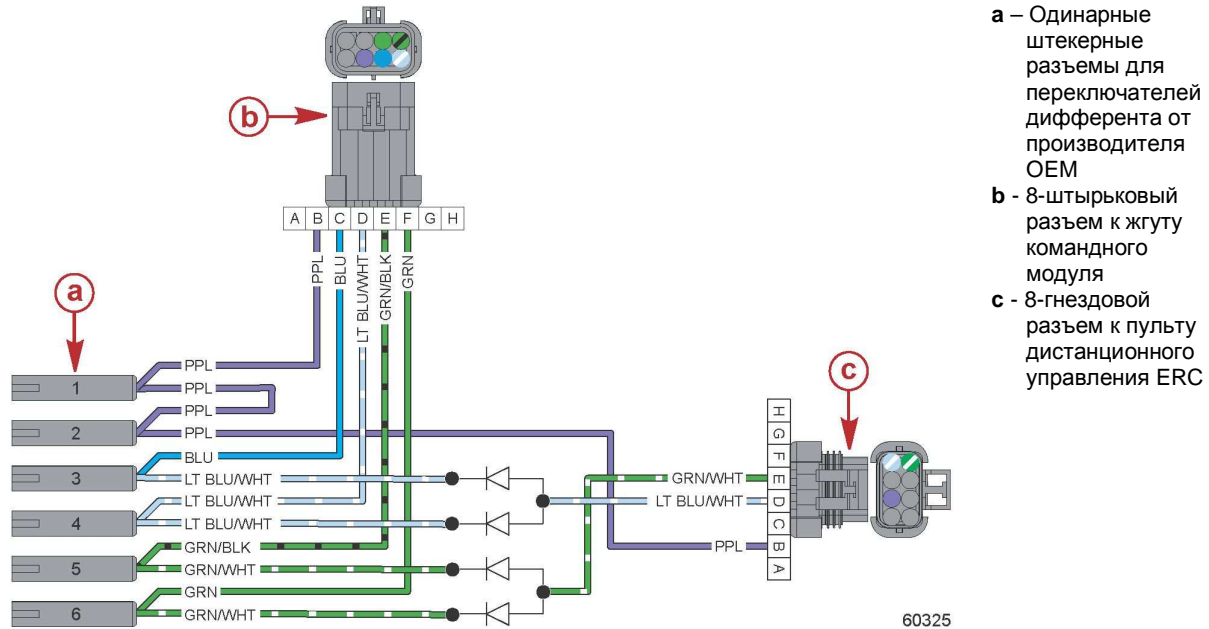 a – Одинарные
штекерные
разъемы для
переключателей
дифферента от
производителя
OEM
b - 8-штырьковый
разъем к жгуту
командного
модуля
c - 8-гнездовой
разъем к пульту
дистанционного
управления ERC
b
A B C D E F G H
PPL
BLU
LT BLU/WHT
GRN/BLK
GRN
a
1
2
3
4
5
6
PPL
PPL
PPL
PPL
BLU
LT BLU/WHT
LT BLU/WHT
LT BLU/WHT
GRN/BLK
GRN/WHT
GRN
GRN/WHT
c
H
G
F
E
D
C
B
A
GRN/WHT
LT BLU/WHT
PPL
60325